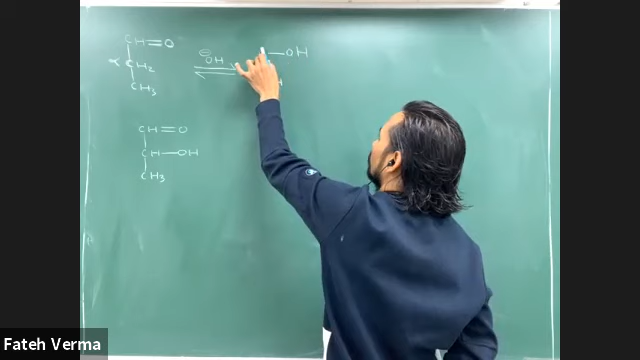 CH=O
α CH2
CH3
⊖OH ⇌
—OH
H
CH=O
CH—OH
CH3
Fateh Verma